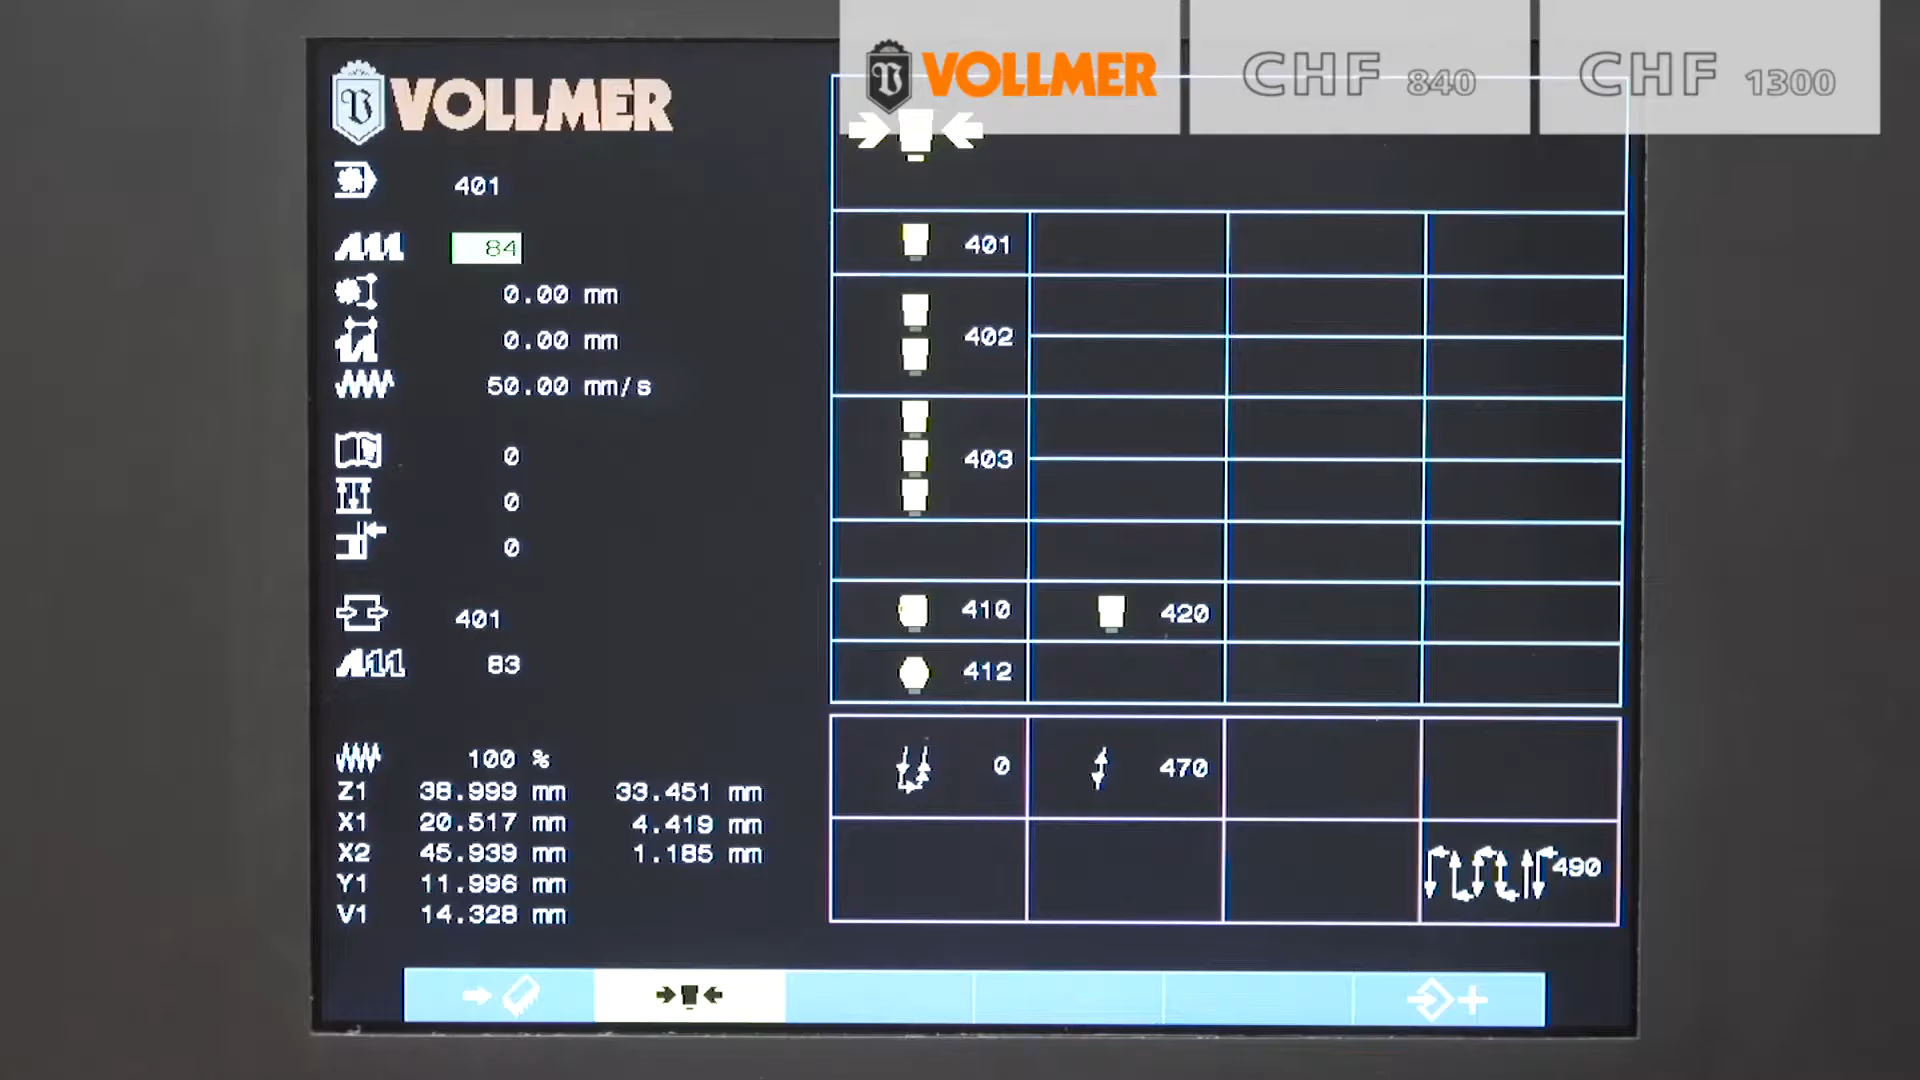 VOLLMER
CHF 840
CHF 1300
VOLLMER
401
84
0.00 mm
0.00 mm
50.00 mm/s
0
0
0
401
83
100 %
Z1 38.999 mm 33.451 mm
X1 20.517 mm 4.419 mm
X2 45.939 mm 1.185 mm
Y1 11.996 mm
V1 14.328 mm
401
402
403
410 420
412
0 470
490